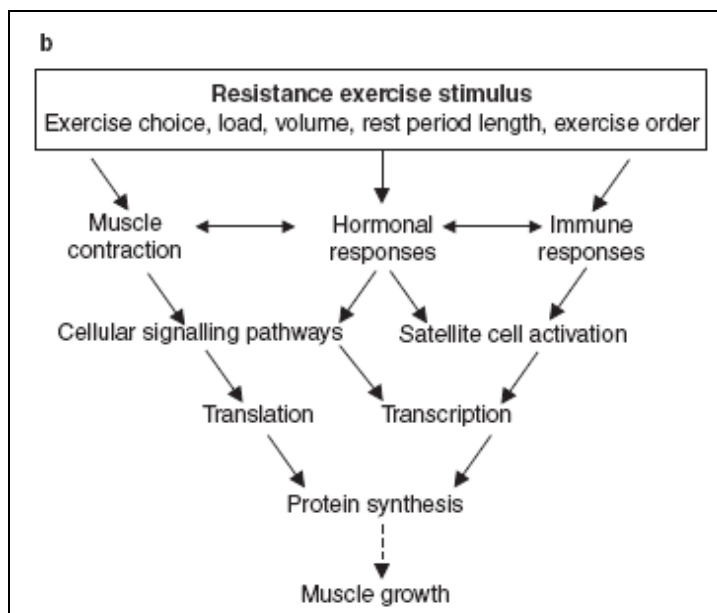 b
Resistance exercise stimulus
Exercise choice, load, volume, rest period length, exercise order
Muscle contraction
Hormonal responses
Immune responses
Cellular signalling pathways
Satellite cell activation
Translation
Transcription
Protein synthesis
Muscle growth